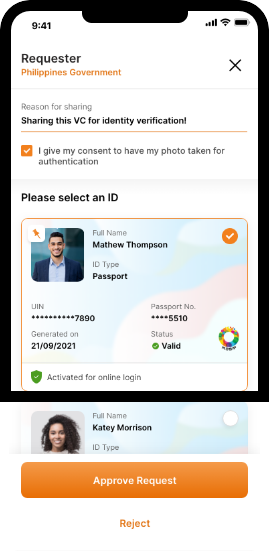 9:41
Requester
Philippines Government
Reason for sharing
Sharing this VC for identity verification!
I give my consent to have my photo taken for
authentication
Please select an ID
Full Name
Mathew Thompson
ID Type
Passport
UIN
Passport No.
**********7890
****5510
Generated on
Status
21/09/2021
Valid
Activated for online login
Full Name
Katey Morrison
ID Type
Approve Request
Reject